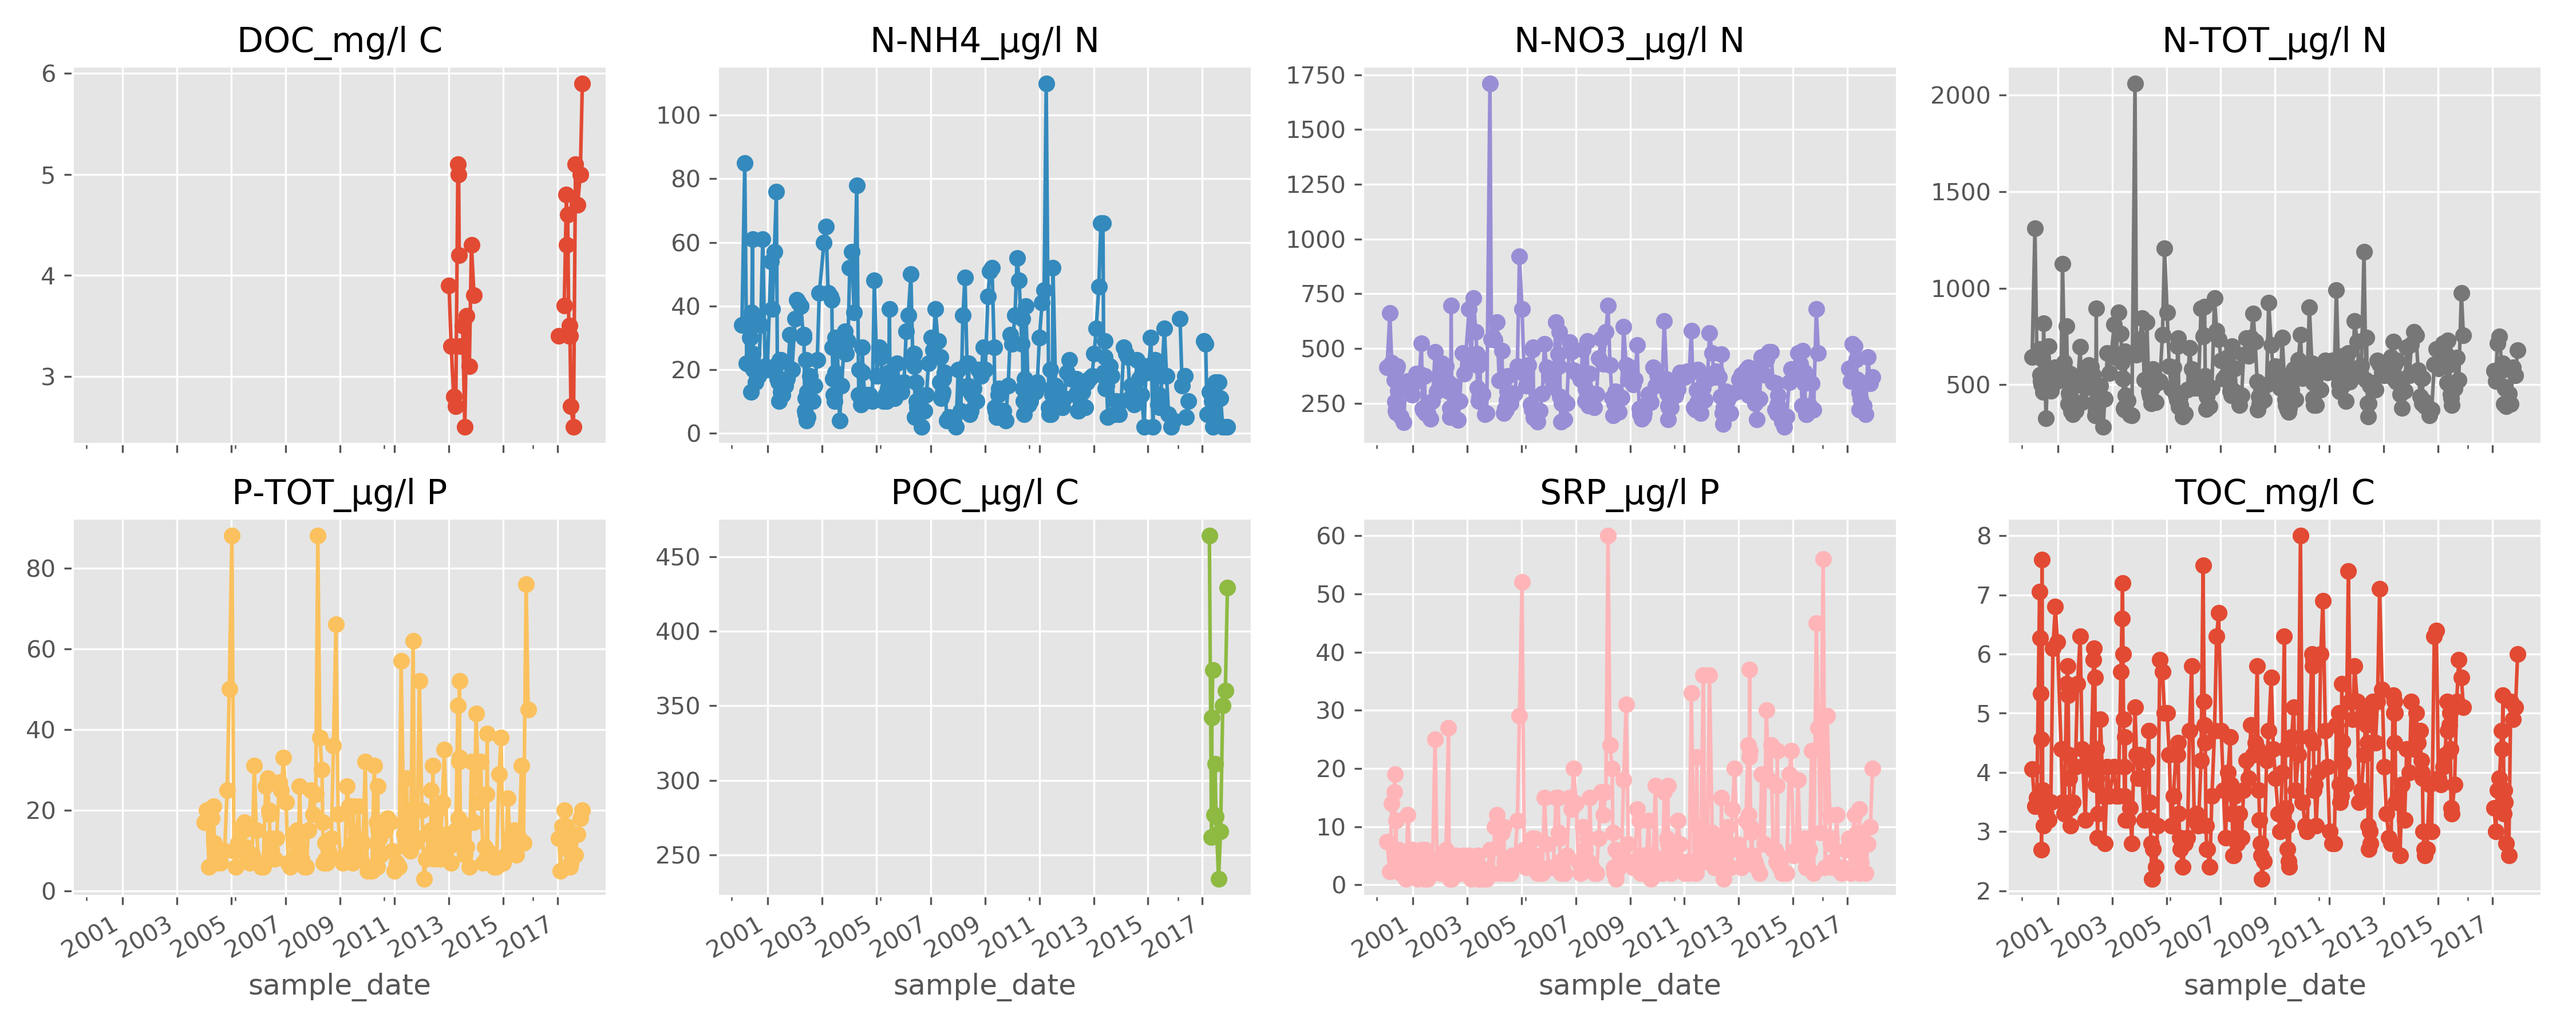 DOC_mg/l C
6
5
4
3
N-NH4_µg/l N
100
80
60
40
20
0
N-NO3_µg/l N
1750
1500
1250
1000
750
500
250
N-TOT_µg/l N
2000
1500
1000
500
P-TOT_µg/l P
80
60
40
20
0
2001 2003 2005 2007 2009 2011 2013 2015 2017
sample_date
POC_µg/l C
450
400
350
300
250
2001 2003 2005 2007 2009 2011 2013 2015 2017
sample_date
SRP_µg/l P
60
50
40
30
20
10
0
2001 2003 2005 2007 2009 2011 2013 2015 2017
sample_date
TOC_mg/l C
8
7
6
5
4
3
2
2001 2003 2005 2007 2009 2011 2013 2015 2017
sample_date